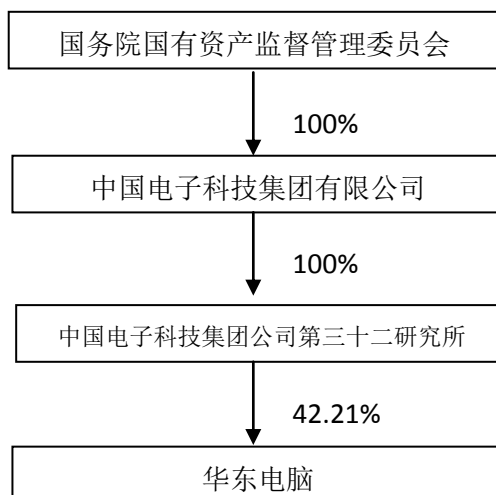 国务院国有资产监督管理委员会
100%
中国电子科技集团有限公司
100%
中国电子科技集团公司第三十二研究所
42.21%
华东电脑